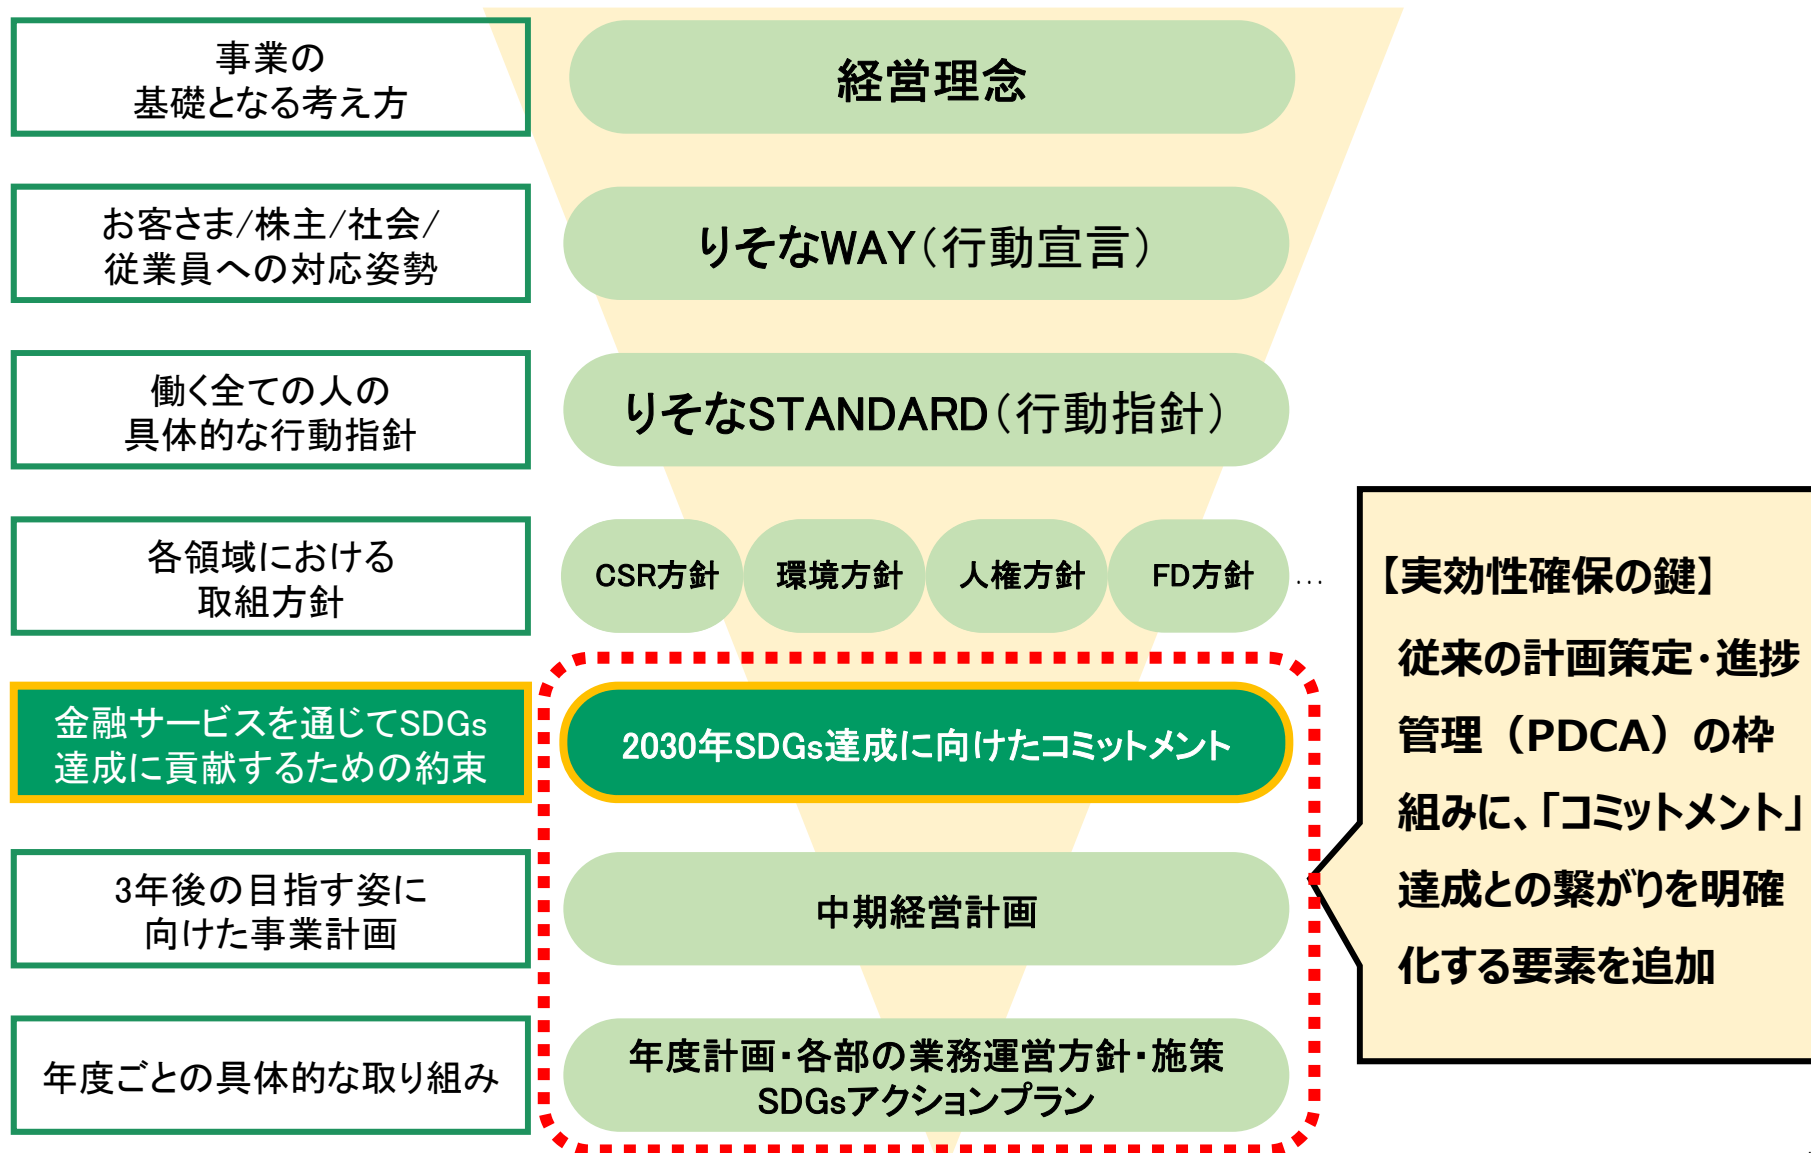 事業の
基礎となる考え方
経営理念
お客さま/株主/社会/
従業員への対応姿勢
りそなWAY（行動宣言）
働く全ての人の
具体的な行動指針
りそなSTANDARD（行動指針）
各領域における
取組方針
CSR方針
環境方針
人権方針
FD方針
…
金融サービスを通じてSDGs
達成に貢献するための約束
2030年SDGs達成に向けたコミットメント
3年後の目指す姿に
向けた事業計画
中期経営計画
年度ごとの具体的な取り組み
年度計画・各部の業務運営方針・施策
SDGsアクションプラン
【実効性確保の鍵】
従来の計画策定・進捗
管理（PDCA）の枠
組みに、「コミットメント」
達成との繋がりを明確
化する要素を追加